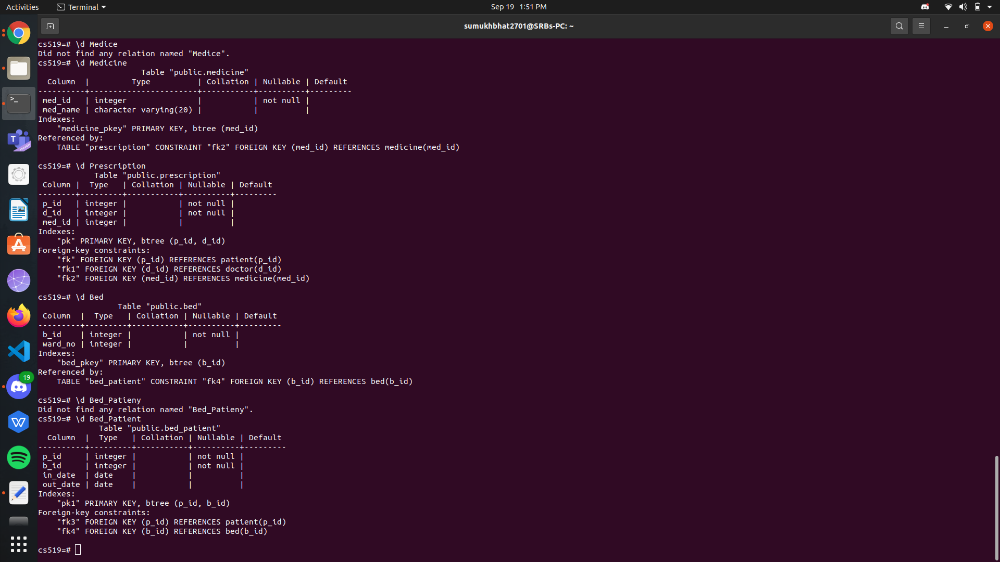 Activities Terminal Sep 19 1:51 PM
sumukhbhat2701@SRBs-PC: ~
cs519=# \d Medice
Did not find any relation named "Medice".
cs519=# \d Medicine
                      Table "public.medicine"
  Column  |         Type          | Collation | Nullable | Default
----------+-----------------------+-----------+----------+---------
 med_id   | integer               |           | not null |
 med_name | character varying(20) |           |          |
Indexes:
    "medicine_pkey" PRIMARY KEY, btree (med_id)
Referenced by:
    TABLE "prescription" CONSTRAINT "fk2" FOREIGN KEY (med_id) REFERENCES medicine(med_id)

cs519=# \d Prescription
            Table "public.prescription"
 Column |  Type   | Collation | Nullable | Default
--------+---------+-----------+----------+---------
 p_id   | integer |           | not null |
 d_id   | integer |           | not null |
 med_id | integer |           |          |
Indexes:
    "pk" PRIMARY KEY, btree (p_id, d_id)
Foreign-key constraints:
    "fk" FOREIGN KEY (p_id) REFERENCES patient(p_id)
    "fk1" FOREIGN KEY (d_id) REFERENCES doctor(d_id)
    "fk2" FOREIGN KEY (med_id) REFERENCES medicine(med_id)

cs519=# \d Bed
                 Table "public.bed"
 Column  |  Type   | Collation | Nullable | Default
---------+---------+-----------+----------+---------
 b_id    | integer |           | not null |
 ward_no | integer |           |          |
Indexes:
    "bed_pkey" PRIMARY KEY, btree (b_id)
Referenced by:
    TABLE "bed_patient" CONSTRAINT "fk4" FOREIGN KEY (b_id) REFERENCES bed(b_id)

cs519=# \d Bed_Patieny
Did not find any relation named "Bed_Patieny".
cs519=# \d Bed_Patient
             Table "public.bed_patient"
  Column  |  Type   | Collation | Nullable | Default
----------+---------+-----------+----------+---------
 p_id     | integer |           | not null |
 b_id     | integer |           | not null |
 in_date  | date    |           |          |
 out_date | date    |           |          |
Indexes:
    "pk1" PRIMARY KEY, btree (p_id, b_id)
Foreign-key constraints:
    "fk3" FOREIGN KEY (p_id) REFERENCES patient(p_id)
    "fk4" FOREIGN KEY (b_id) REFERENCES bed(b_id)

cs519=#
>_
T
PREVIEW
19
W